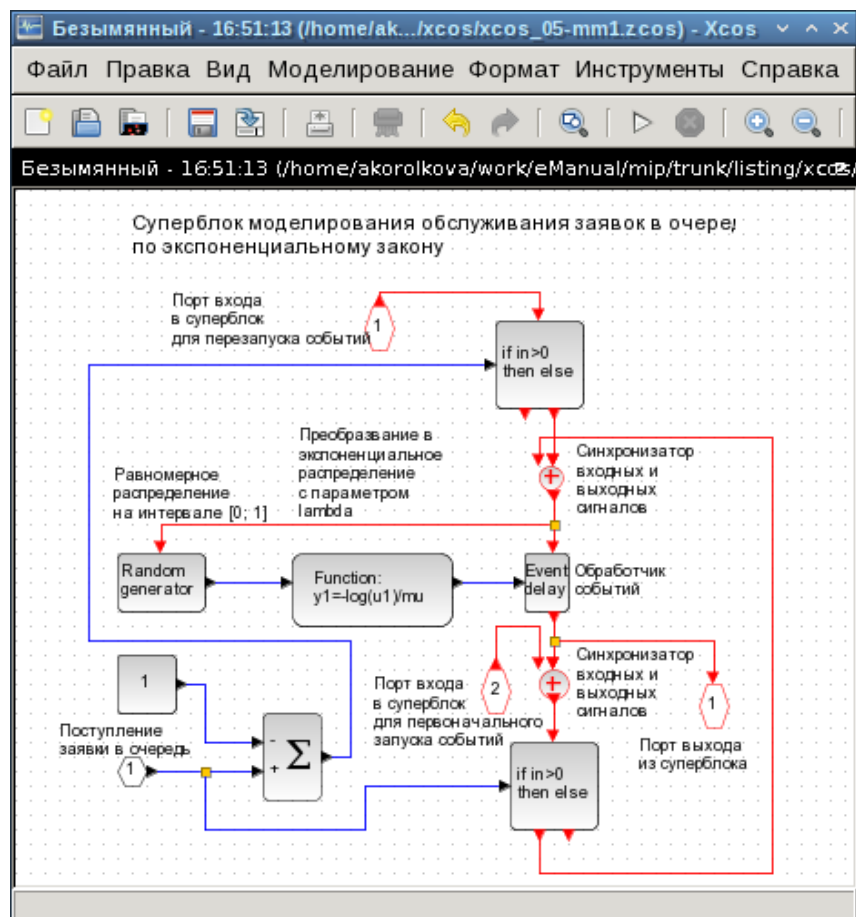 Безымянный - 16:51:13 (/home/ak.../xcos/xcos_05-mm1.zcos) - Xcos
Файл Правка Вид Моделирование Формат Инструменты Справка
Безымянный - 16:51:13 (/home/akorolkova/work/eManual/mip/trunk/listing/xcos/
Суперблок моделирования обслуживания заявок в очереди
по экспоненциальному закону
Порт входа
в суперблок
для перезапуска событий
1
if in>0
then else
Преобразвание в
экспоненциальное
распределение
с параметром
lambda
Синхронизатор
входных и
выходных
сигналов
Равномерное
распределение
на интервале [0; 1]
Random
generator
Function:
y1=-log(u1)/mu
Event
delay
Обработчик
событий
1
Порт входа
в суперблок
для первоначального
запуска событий
2
Синхронизатор
входных и
выходных
сигналов
1
Порт выхода
из суперблока
Поступление
заявки в очередь
1
-
+
Σ
if in>0
then else